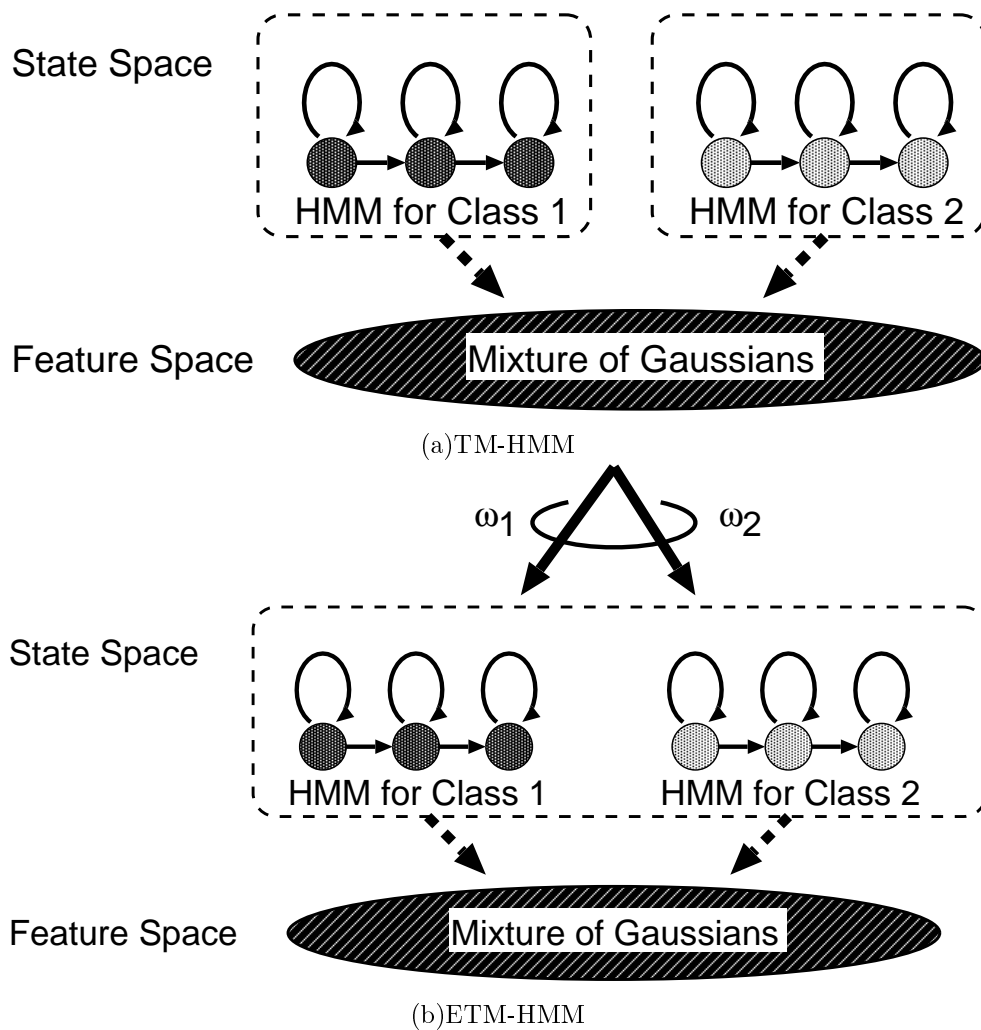 State Space
HMM for Class 1
HMM for Class 2
Feature Space
Mixture of Gaussians
(a)TM-HMM
ω1
ω2
State Space
HMM for Class 1
HMM for Class 2
Feature Space
Mixture of Gaussians
(b)ETM-HMM